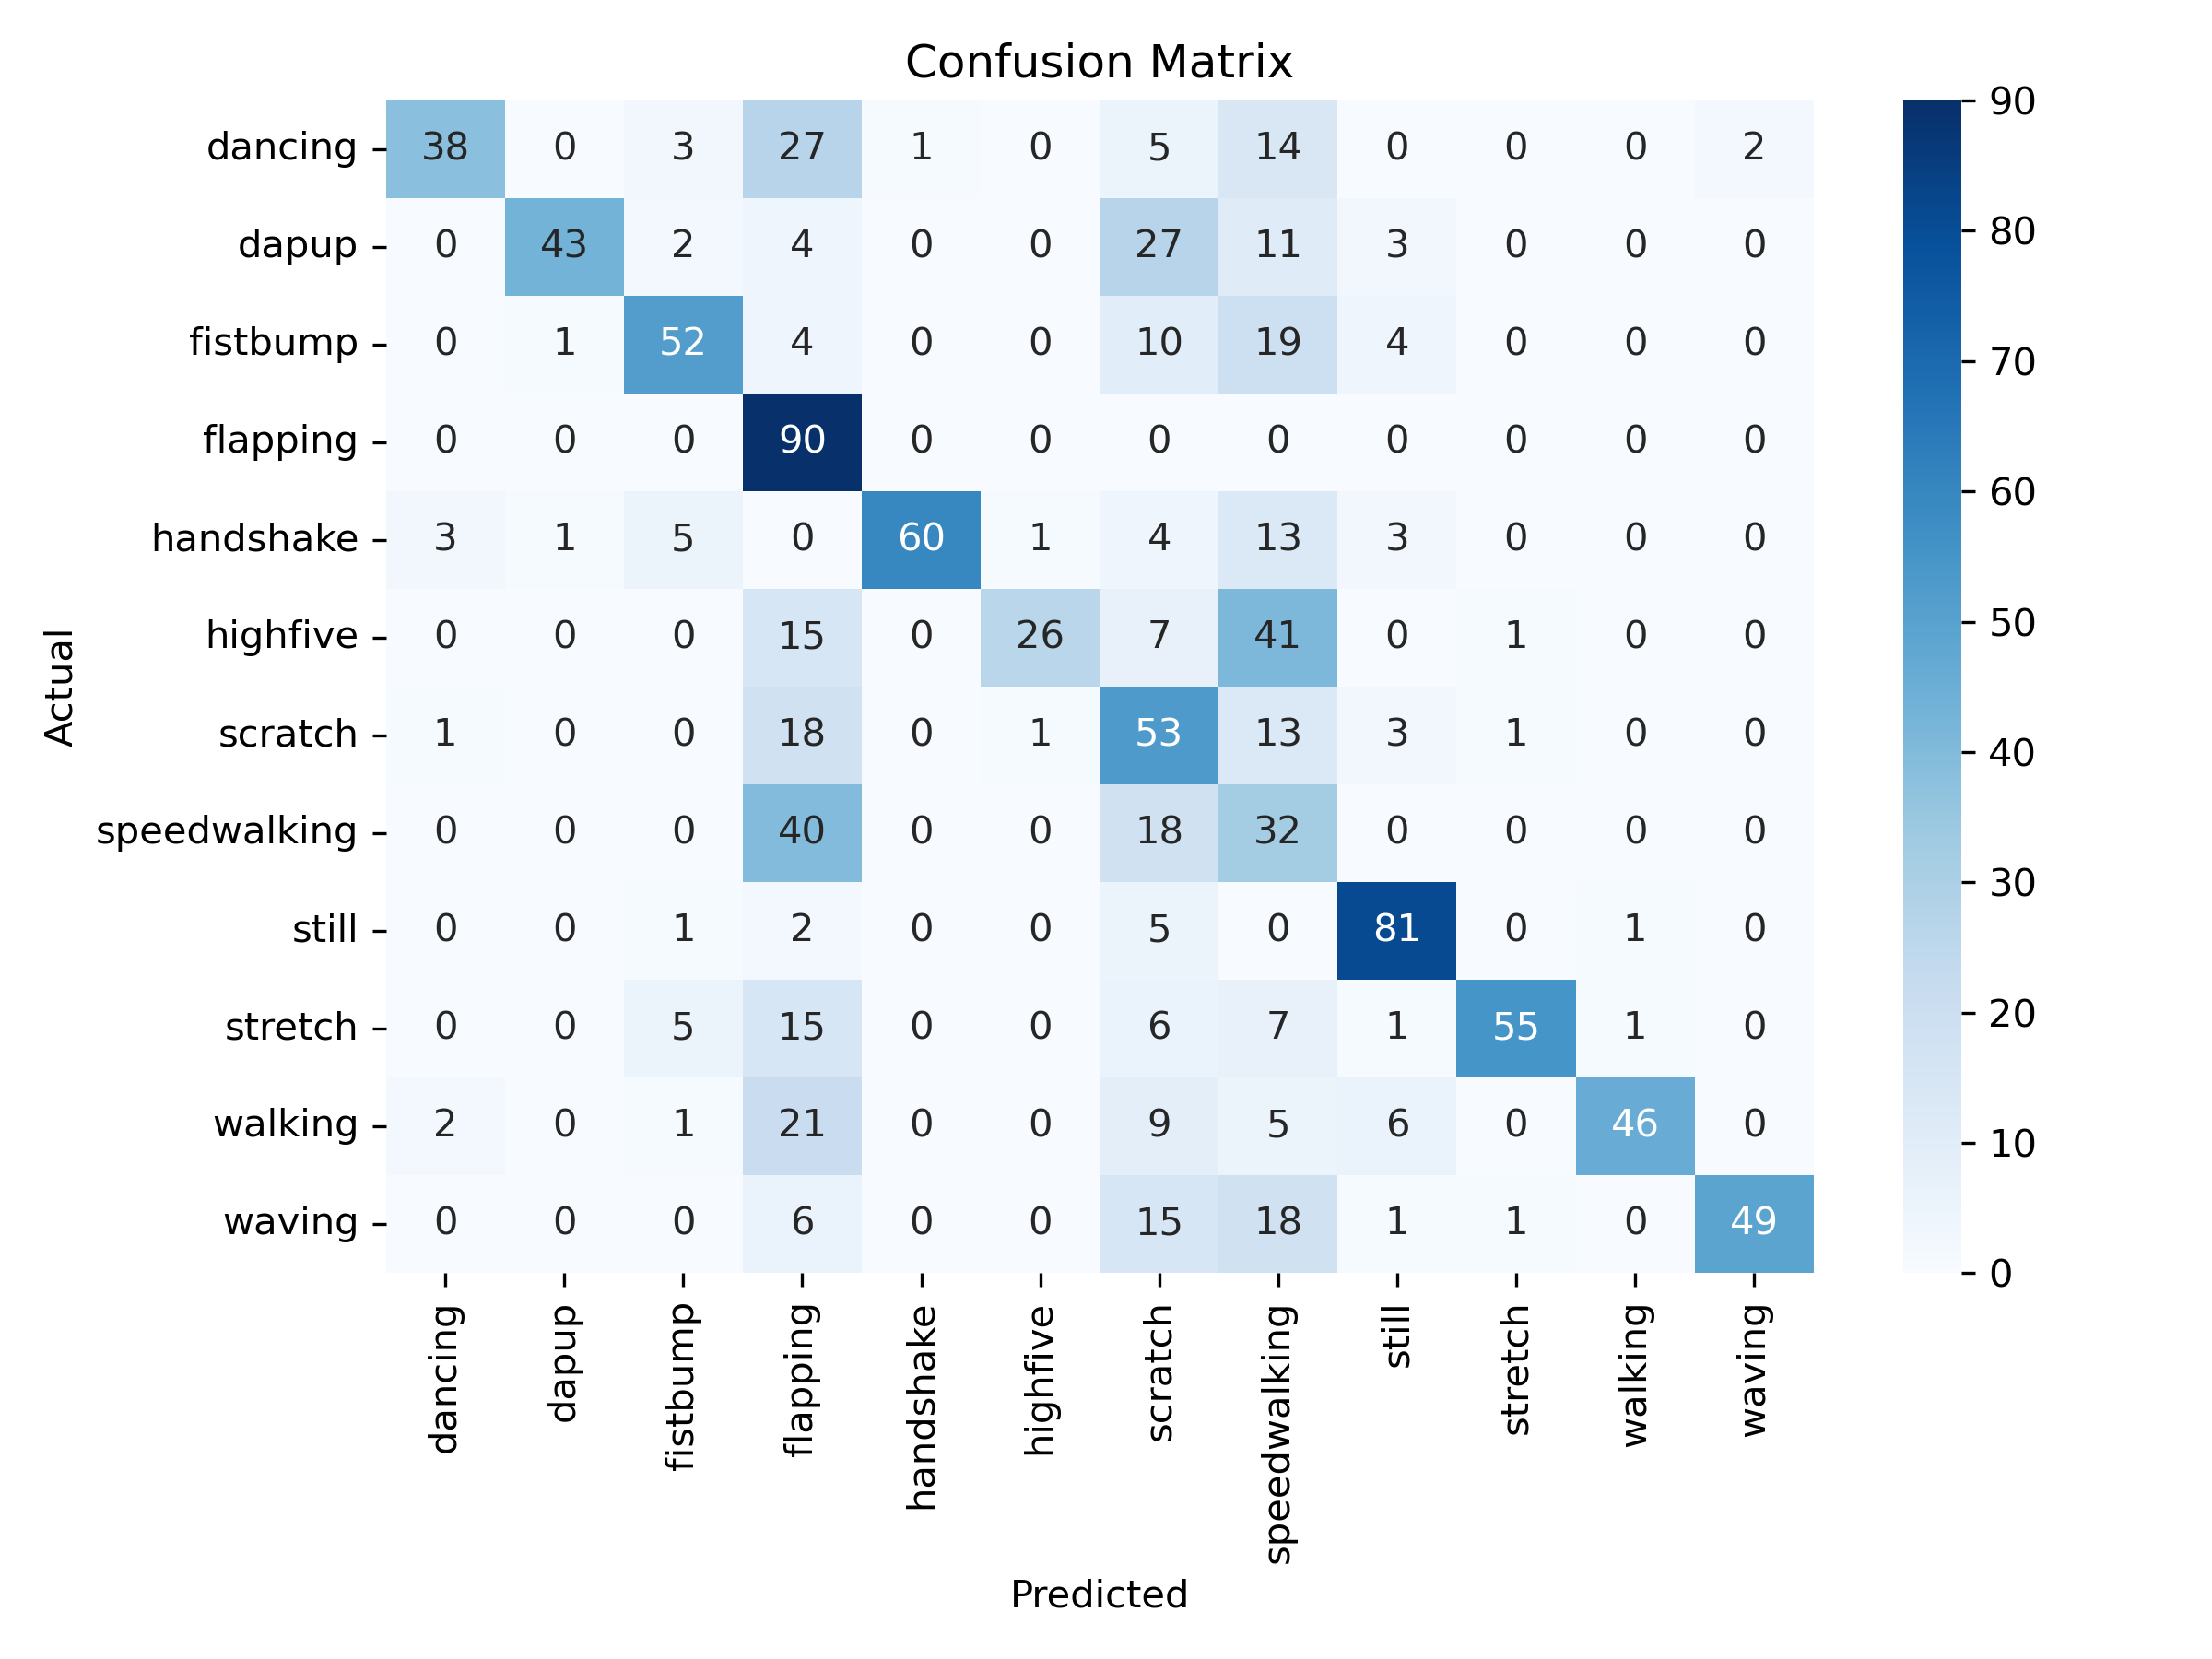 Confusion Matrix
Actual
dancing 38 0 3 27 1 0 5 14 0 0 0 2
dapup 0 43 2 4 0 0 27 11 3 0 0 0
fistbump 0 1 52 4 0 0 10 19 4 0 0 0
flapping 0 0 0 90 0 0 0 0 0 0 0 0
handshake 3 1 5 0 60 1 4 13 3 0 0 0
highfive 0 0 0 15 0 26 7 41 0 1 0 0
scratch 1 0 0 18 0 1 53 13 3 1 0 0
speedwalking 0 0 0 40 0 0 18 32 0 0 0 0
still 0 0 1 2 0 0 5 0 81 0 1 0
stretch 0 0 5 15 0 0 6 7 1 55 1 0
walking 2 0 1 21 0 0 9 5 6 0 46 0
waving 0 0 0 6 0 0 15 18 1 1 0 49
dancing dapup fistbump flapping handshake highfive scratch speedwalking still stretch walking waving
Predicted
90
80
70
60
50
40
30
20
10
0